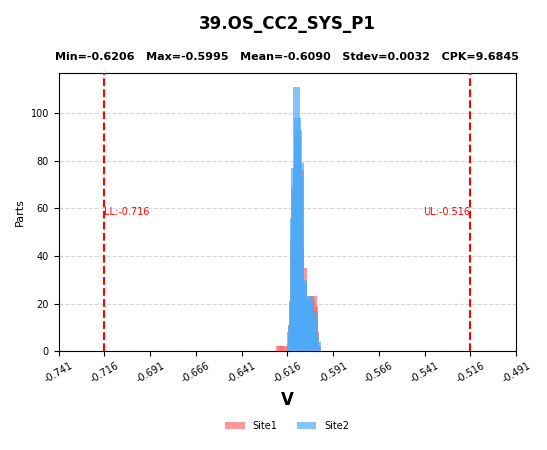 39.OS_CC2_SYS_P1
Min=-0.6206 Max=-0.5995 Mean=-0.6090 Stdev=0.0032 CPK=9.6845
Parts
100
80
60
40
20
0
LL:-0.716
UL:-0.516
-0.741 -0.716 -0.691 -0.666 -0.641 -0.616 -0.591 -0.566 -0.541 -0.516 -0.491
V
Site1 Site2